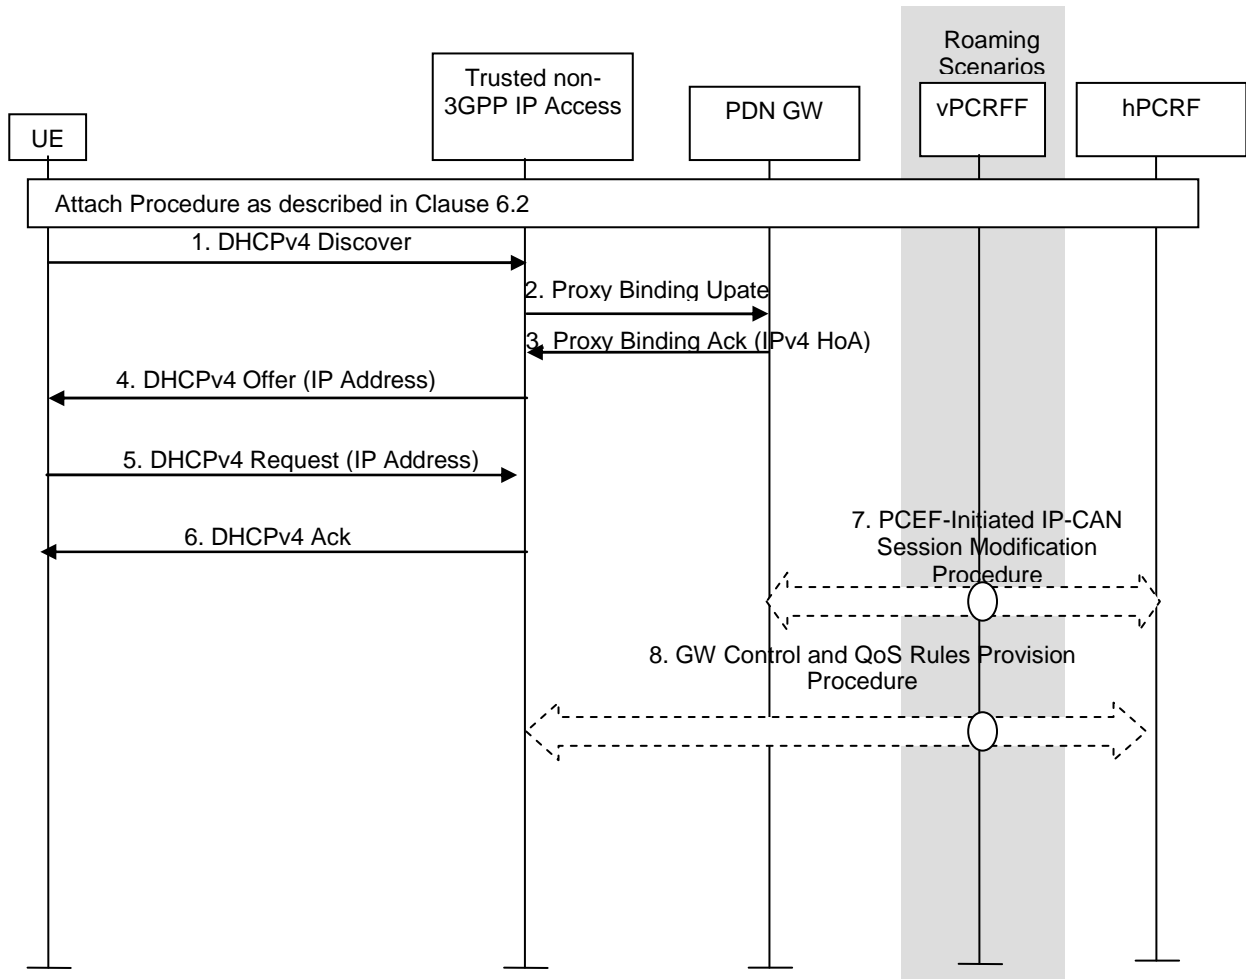 Roaming
Scenarios
Trusted non-
3GPP IP Access
PDN GW
vPCRFF
hPCRF
UE
Attach Procedure as described in Clause 6.2
1. DHCPv4 Discover
2. Proxy Binding Upate
3. Proxy Binding Ack (IPv4 HoA)
4. DHCPv4 Offer (IP Address)
5. DHCPv4 Request (IP Address)
6. DHCPv4 Ack
7. PCEF-Initiated IP-CAN
Session Modification
Procedure
8. GW Control and QoS Rules Provision
Procedure